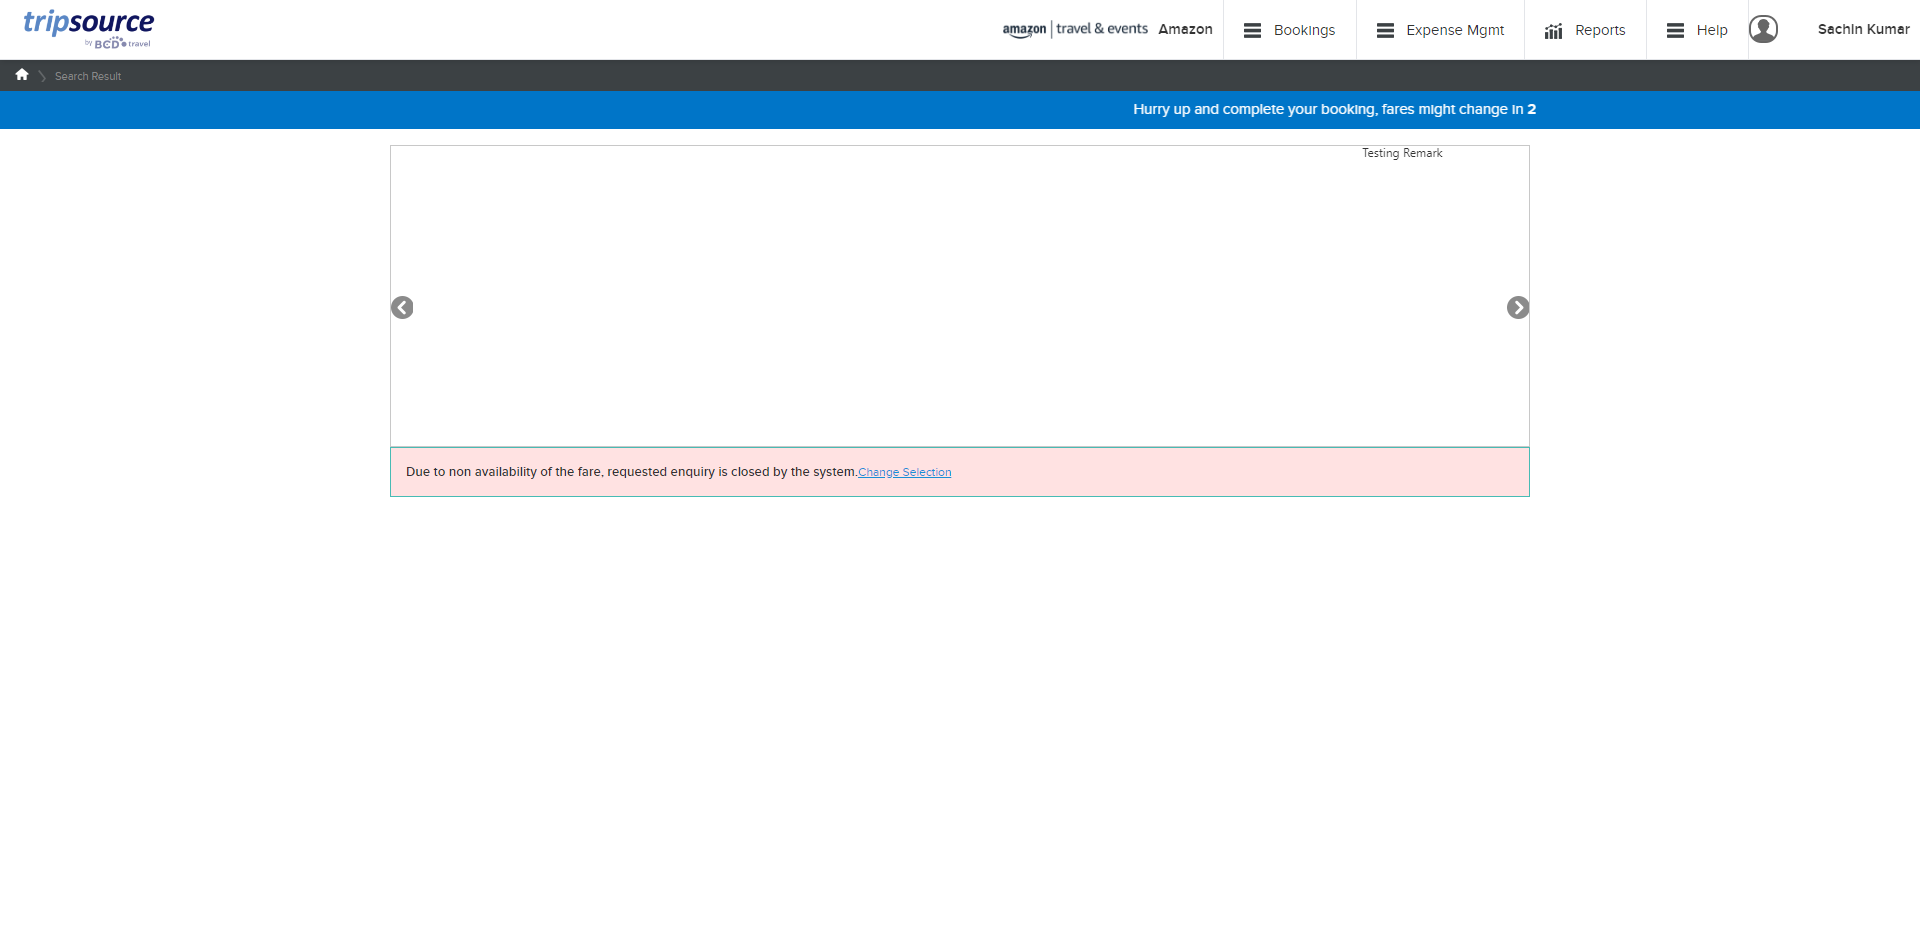 tripsource
by BCD travel
amazon | travel & events Amazon Bookings Expense Mgmt Reports Help Sachin Kumar
Search Result
Hurry up and complete your booking, fares might change in 2
Testing Remark
Due to non availability of the fare, requested enquiry is closed by the system.Change Selection